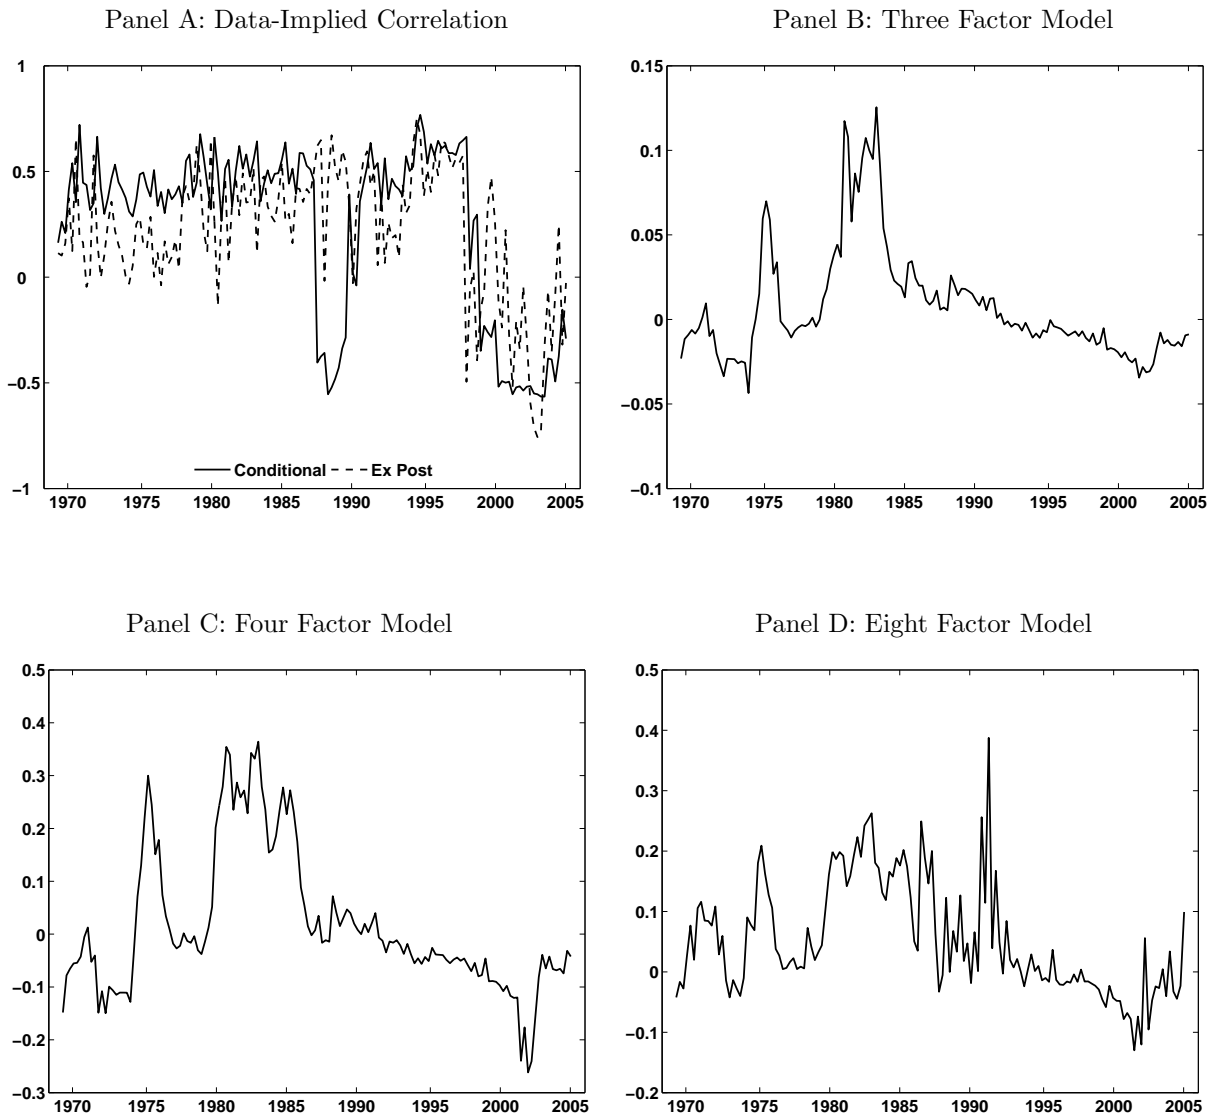 Panel A: Data-Implied Correlation
1
0.5
0
−0.5
−1
Conditional
Ex Post
1970 1975 1980 1985 1990 1995 2000 2005
Panel B: Three Factor Model
0.15
0.1
0.05
0
−0.05
−0.1
1970 1975 1980 1985 1990 1995 2000 2005
Panel C: Four Factor Model
0.5
0.4
0.3
0.2
0.1
0
−0.1
−0.2
−0.3
1970 1975 1980 1985 1990 1995 2000 2005
Panel D: Eight Factor Model
0.5
0.4
0.3
0.2
0.1
0
−0.1
−0.2
1970 1975 1980 1985 1990 1995 2000 2005